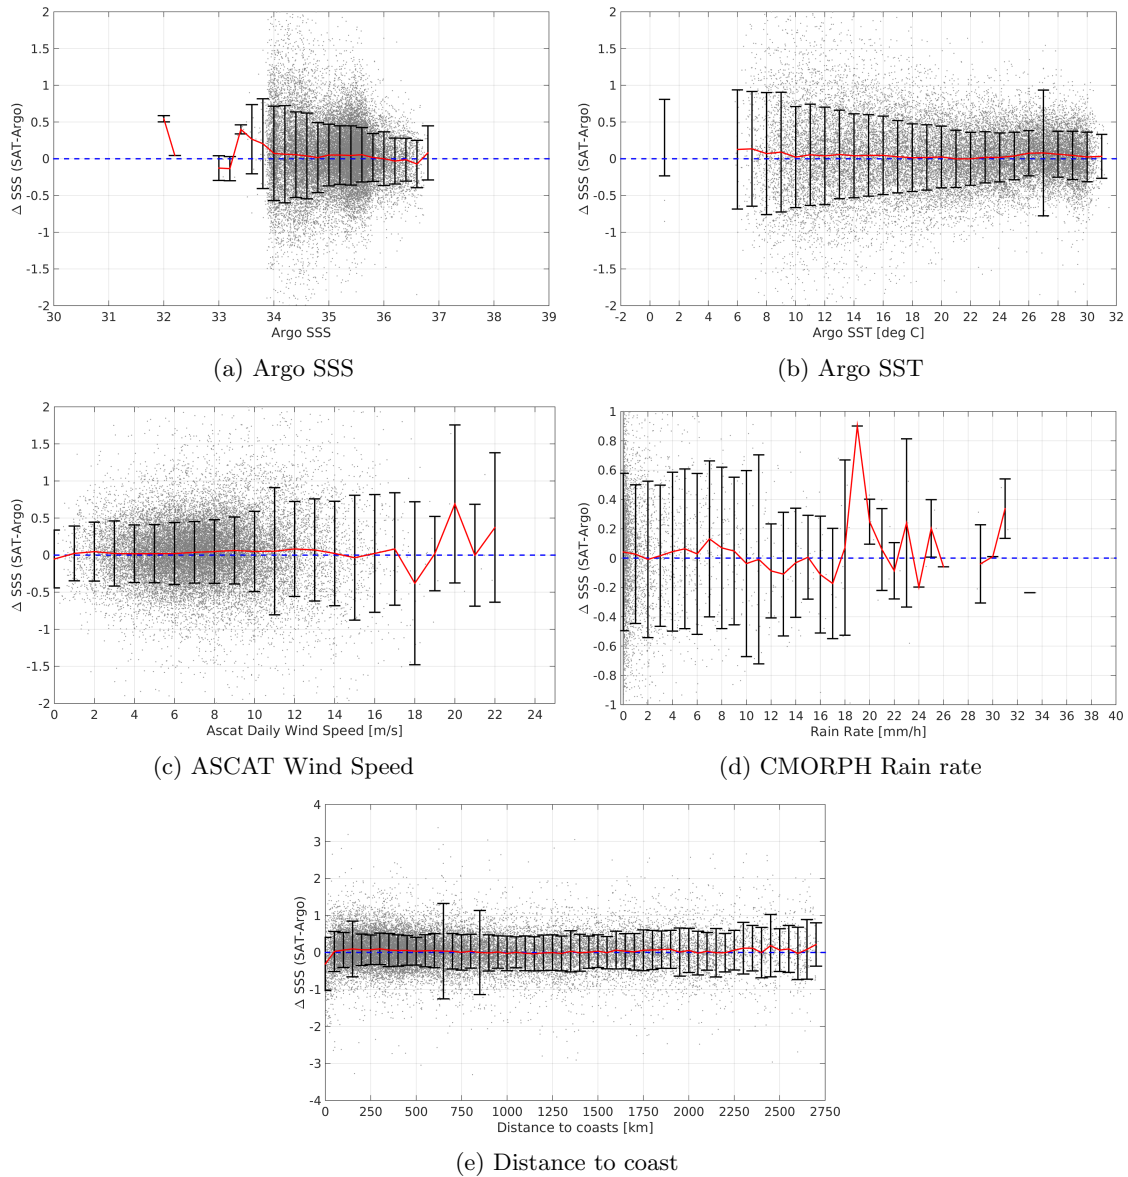 2
1.5
1
0.5
0
-0.5
-1
-1.5
-2
Δ SSS (SAT-Argo)
30 31 32 33 34 35 36 37 38 39
Argo SSS
(a) Argo SSS
2
1.5
1
0.5
0
-0.5
-1
-1.5
-2
Δ SSS (SAT-Argo)
-2 0 2 4 6 8 10 12 14 16 18 20 22 24 26 28 30 32
Argo SST [deg C]
(b) Argo SST
2
1.5
1
0.5
0
-0.5
-1
-1.5
-2
Δ SSS (SAT-Argo)
0 2 4 6 8 10 12 14 16 18 20 22 24
Ascat Daily Wind Speed [m/s]
(c) ASCAT Wind Speed
1
0.8
0.6
0.4
0.2
0
-0.2
-0.4
-0.6
-0.8
-1
Δ SSS (SAT-Argo)
0 2 4 6 8 10 12 14 16 18 20 22 24 26 28 30 32 34 36 38 40
Rain Rate [mm/h]
(d) CMORPH Rain rate
4
3
2
1
0
-1
-2
-3
-4
Δ SSS (SAT-Argo)
0 250 500 750 1000 1250 1500 1750 2000 2250 2500 2750
Distance to coasts [km]
(e) Distance to coast